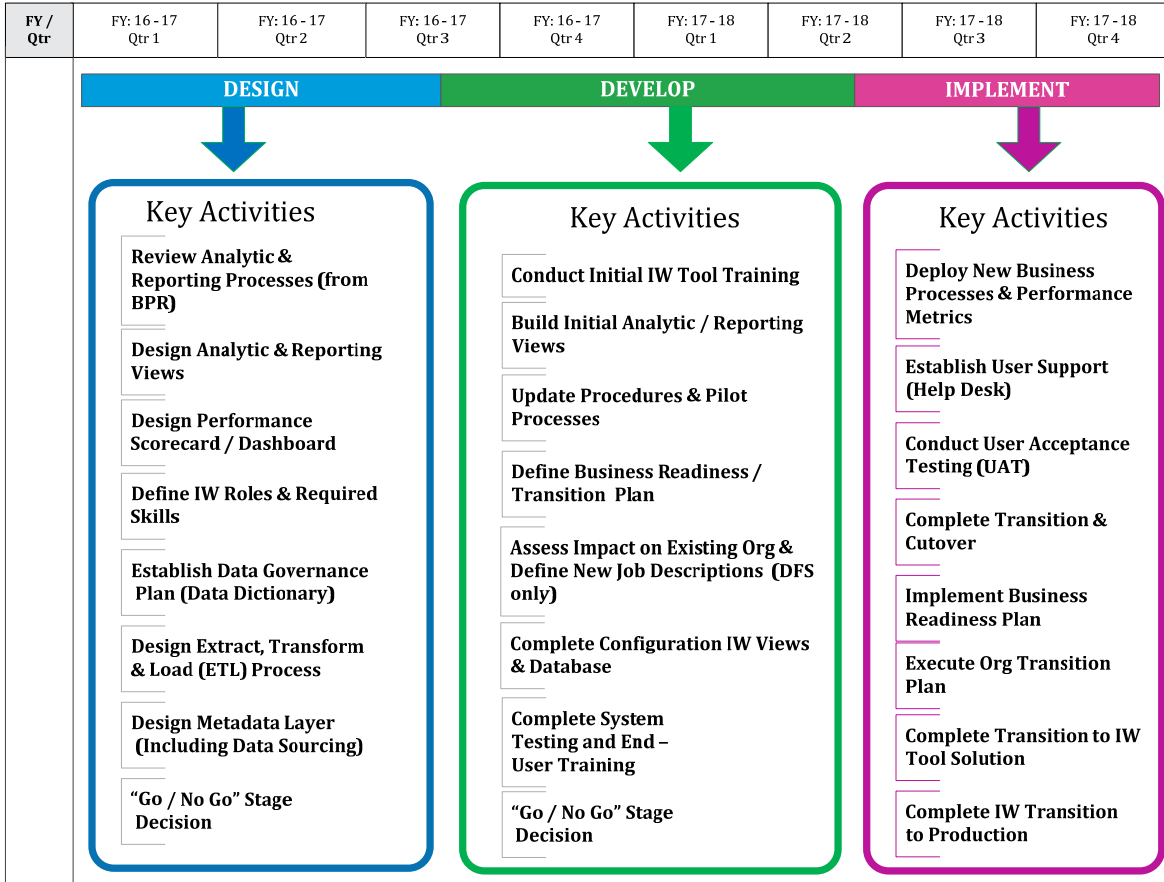 FY /
Qtr
FY: 16 - 17
Qtr 1
FY: 16 - 17
Qtr 2
FY: 16 - 17
Qtr 3
FY: 16 - 17
Qtr 4
FY: 17 - 18
Qtr 1
FY: 17 - 18
Qtr 2
FY: 17 - 18
Qtr 3
FY: 17 - 18
Qtr 4
DESIGN
DEVELOP
IMPLEMENT
Key Activities
Review Analytic &
Reporting Processes (from
BPR)
Design Analytic & Reporting
Views
Design Performance
Scorecard / Dashboard
Define IW Roles & Required
Skills
Establish Data Governance
Plan (Data Dictionary)
Design Extract, Transform
& Load (ETL) Process
Design Metadata Layer
(Including Data Sourcing)
“Go / No Go” Stage
Decision
Key Activities
Conduct Initial IW Tool Training
Build Initial Analytic / Reporting
Views
Update Procedures & Pilot
Processes
Define Business Readiness /
Transition Plan
Assess Impact on Existing Org &
Define New Job Descriptions (DFS
only)
Complete Configuration IW Views
& Database
Complete System
Testing and End –
User Training
“Go / No Go” Stage
Decision
Key Activities
Deploy New Business
Processes & Performance
Metrics
Establish User Support
(Help Desk)
Conduct User Acceptance
Testing (UAT)
Complete Transition &
Cutover
Implement Business
Readiness Plan
Execute Org Transition
Plan
Complete Transition to IW
Tool Solution
Complete IW Transition
to Production